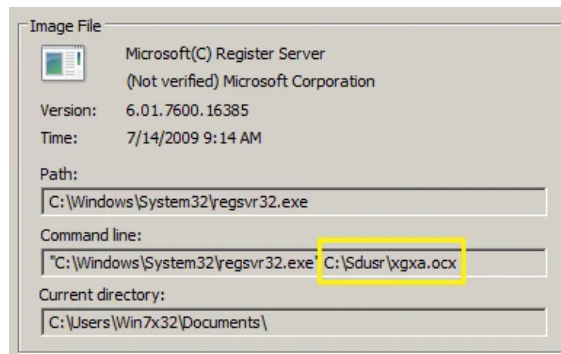 Image File
Microsoft(C) Register Server
(Not verified) Microsoft Corporation
Version: 6.01.7600.16385
Time: 7/14/2009 9:14 AM
Path:
C:\Windows\System32\regsvr32.exe
Command line:
"C:\Windows\System32\regsvr32.exe" C:\Sdusr\xgxa.ocx
Current directory:
C:\Users\Win7x32\Documents\